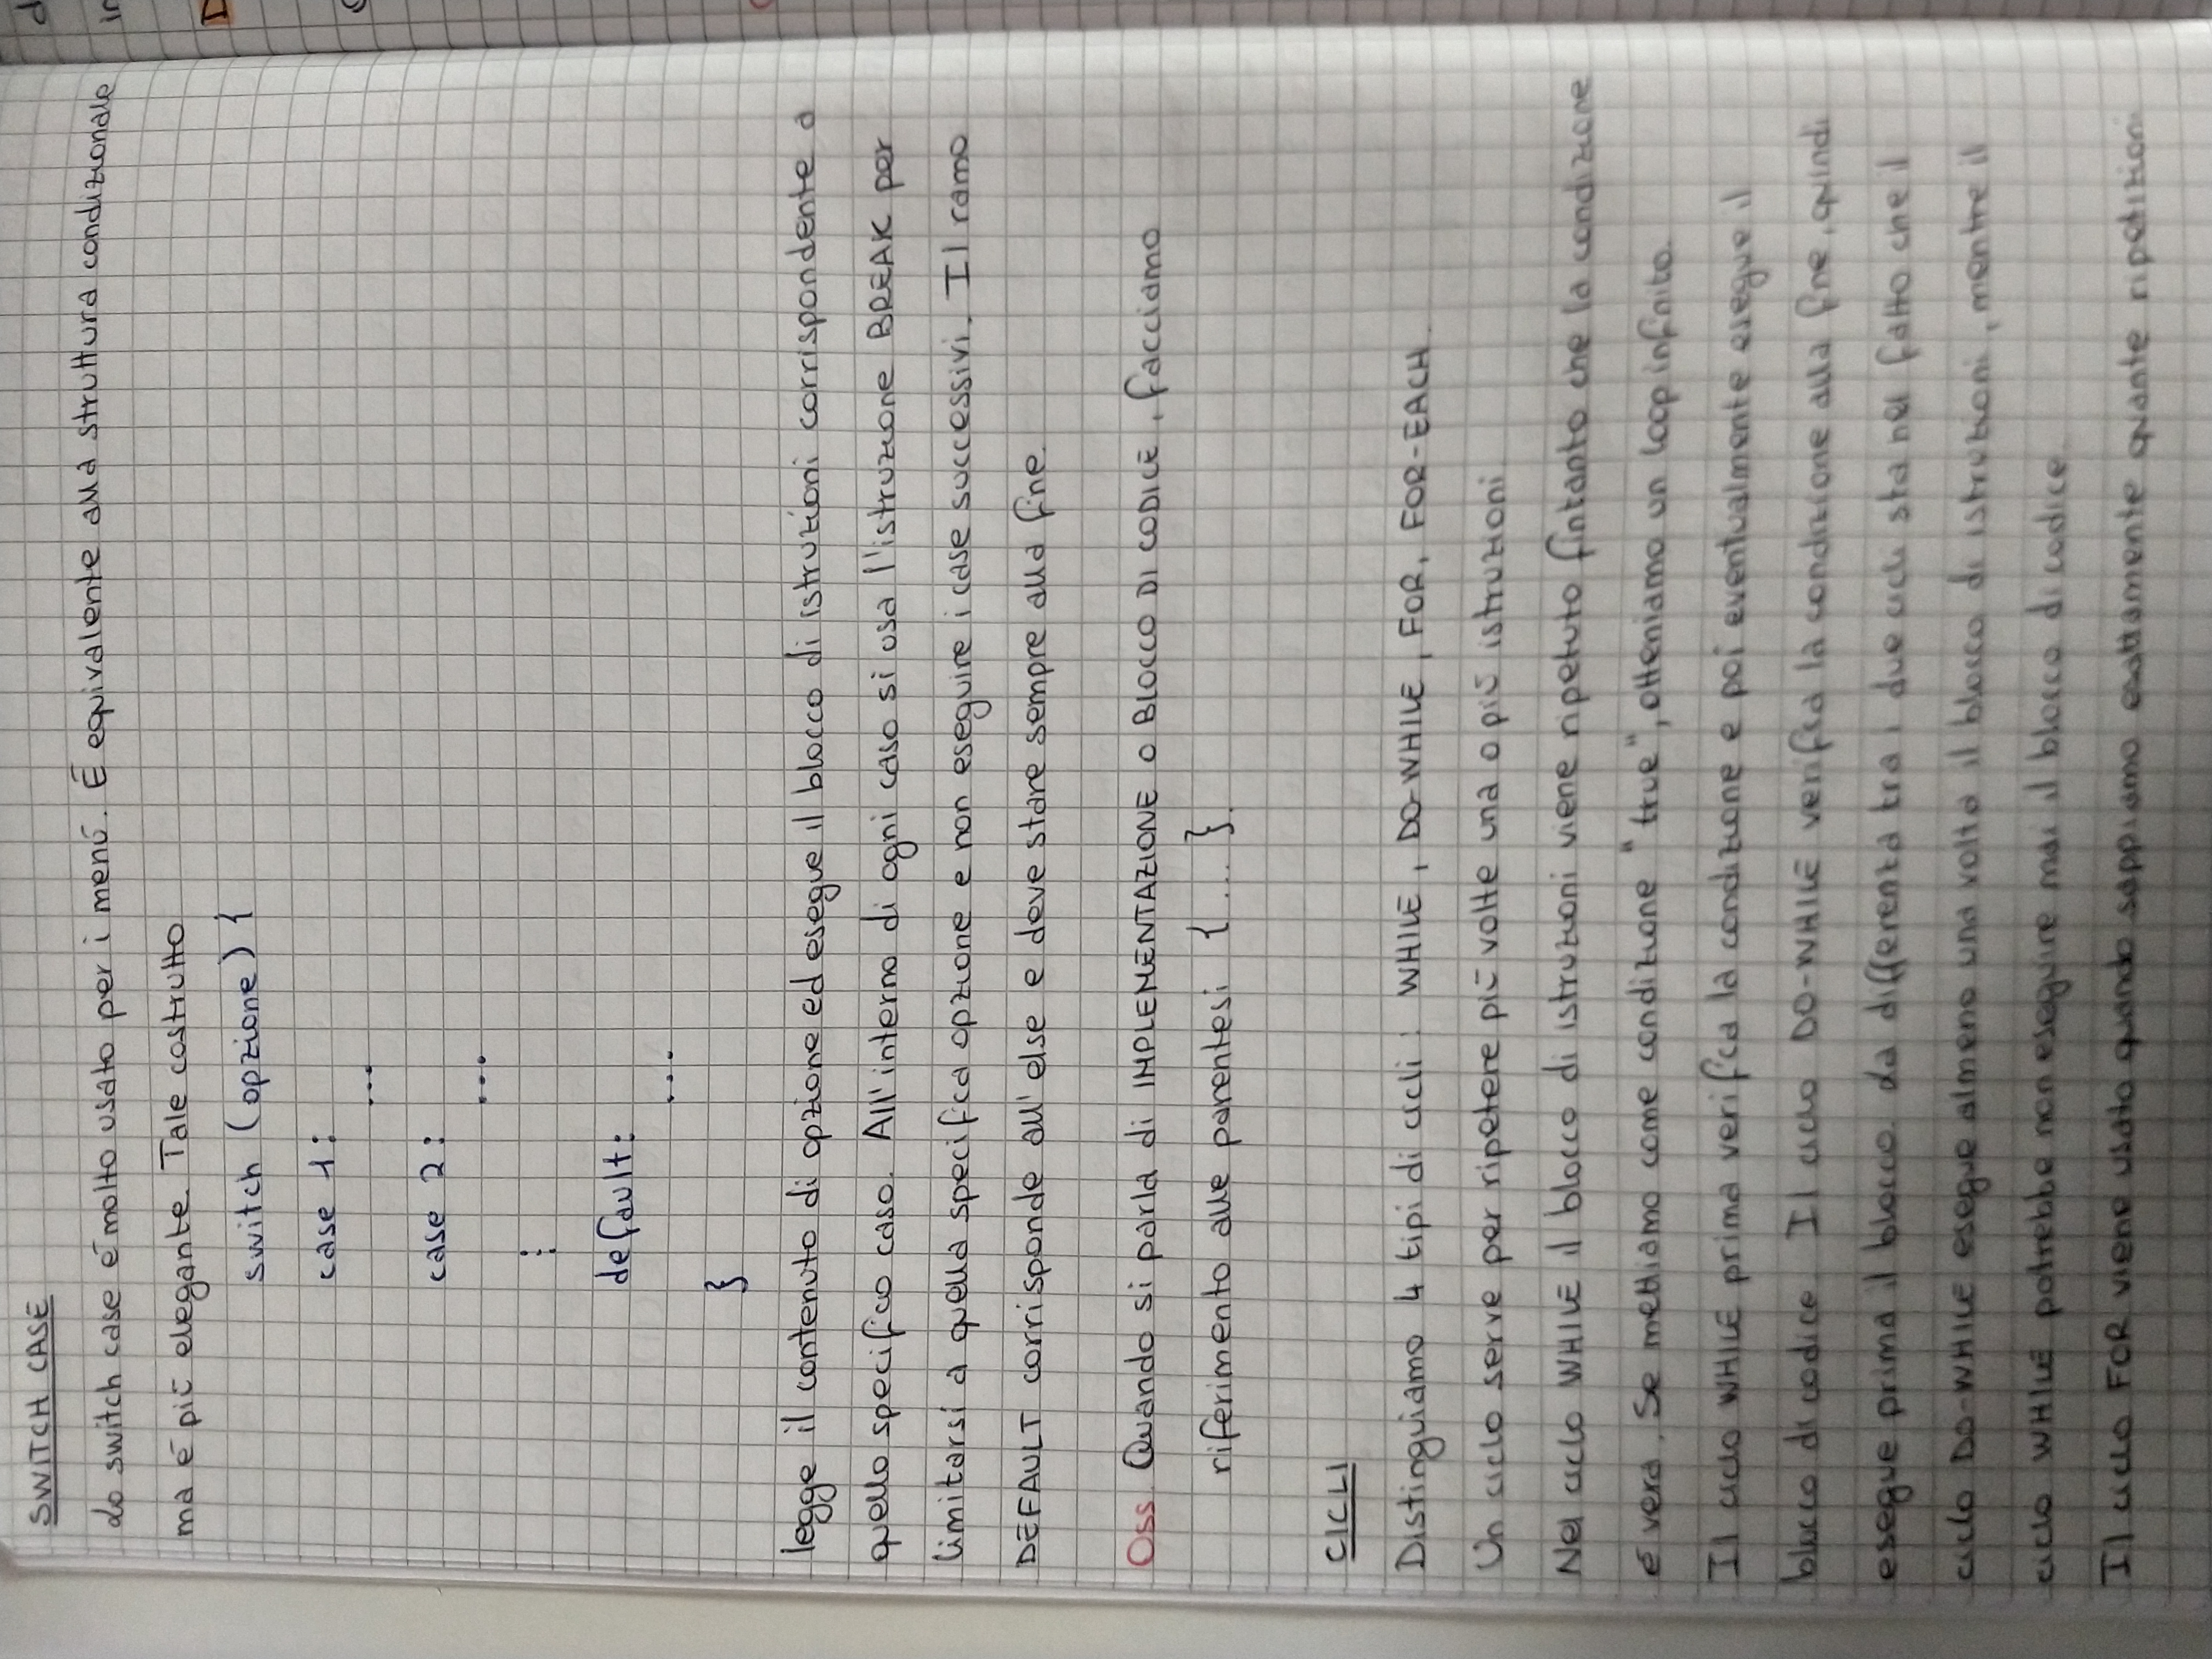 SWITCH CASE
Lo switch case è molto usato per i menù. È equivalente alla struttura condizionale
ma è più elegante. Tale costrutto
switch (opzione) {
case 1:
...
case 2:
...
⋮
default:
...
}
legge il contenuto di opzione ed esegue il blocco di istruzioni corrispondente a
quello specifico caso. All'interno di ogni caso si usa l'istruzione BREAK per
limitarsi a quella specifica opzione e non eseguire i case successivi. Il ramo
DEFAULT corrisponde all'else e deve stare sempre alla fine.
Oss. Quando si parla di IMPLEMENTAZIONE O BLOCCO DI CODICE, facciamo
riferimento alle parentesi { ... }.
CICLI
Distinguiamo 4 tipi di cicli: WHILE, DO-WHILE, FOR, FOR-EACH.
Un ciclo serve per ripetere più volte una o più istruzioni.
Nel ciclo WHILE il blocco di istruzioni viene ripetuto fintanto che la condizione
è vera. Se mettiamo come condizione "true", otteniamo un loop infinito.
Il ciclo WHILE prima verifica la condizione e poi eventualmente esegue il
blocco di codice. Il ciclo DO-WHILE verifica la condizione alla fine, quindi
esegue prima il blocco. La differenza tra i due cicli sta nel fatto che il
ciclo DO-WHILE esegue almeno una volta il blocco di istruzioni, mentre il
ciclo WHILE potrebbe non eseguire mai il blocco di codice.
Il ciclo FOR viene usato quando sappiamo esattamente quante ripetizioni